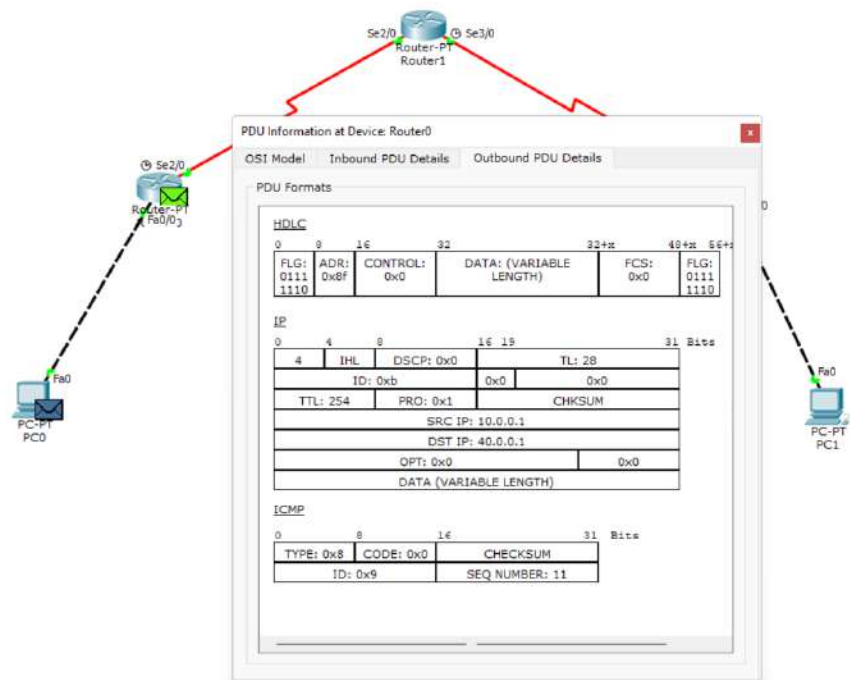 Se2/0
Se3/0
Router-PT
Router1
PDU Information at Device: Router0
x
OSI Model
Inbound PDU Details
Outbound PDU Details
PDU Formats
Se2/0
Router-PT
Fa0/0
HDLC
0 8 16 32 32+x 48+x 56+x
FLG: 0111 1110
ADR: 0x8f
CONTROL: 0x0
DATA: (VARIABLE LENGTH)
FCS: 0x0
FLG: 0111 1110
IP
0 4 8 16 19 31 Bits
4 IHL DSCP: 0x0 TL: 28
ID: 0xb 0x0 0x0
TTL: 254 PRO: 0x1 CHKSUM
SRC IP: 10.0.0.1
DST IP: 40.0.0.1
OPT: 0x0 0x0
DATA (VARIABLE LENGTH)
ICMP
0 8 16 31 Bits
TYPE: 0x8 CODE: 0x0 CHECKSUM
ID: 0x9 SEQ NUMBER: 11
Fa0
PC-PT
PC0
Fa0
PC-PT
PC1